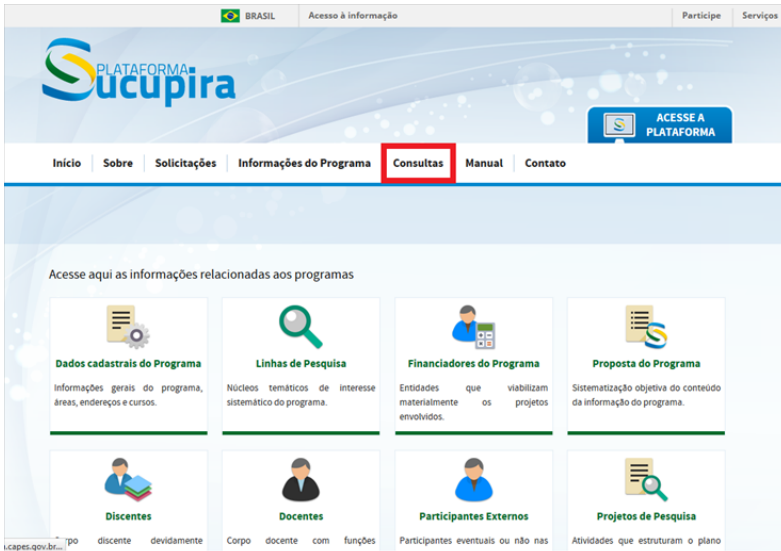 BRASIL Acesso à informação Participe Serviços
PLATAFORMA
Sucupira
ACESSE A
PLATAFORMA
Início Sobre Solicitações Informações do Programa Consultas Manual Contato
Acesse aqui as informações relacionadas aos programas
Dados cadastrais do Programa
Informações gerais do programa,
áreas, endereços e cursos.
Linhas de Pesquisa
Núcleos temáticos de interesse
sistemático do programa.
Financiadores do Programa
Entidades que viabilizam
materialmente os projetos
envolvidos.
Proposta do Programa
Sistematização objetiva do conteúdo
da informação do programa.
Discentes
discente devidamente
Docentes
Corpo docente com funções
Participantes Externos
Participantes eventuais ou não nas
Projetos de Pesquisa
Atividades que estruturam o plano
.capes.gov.br...